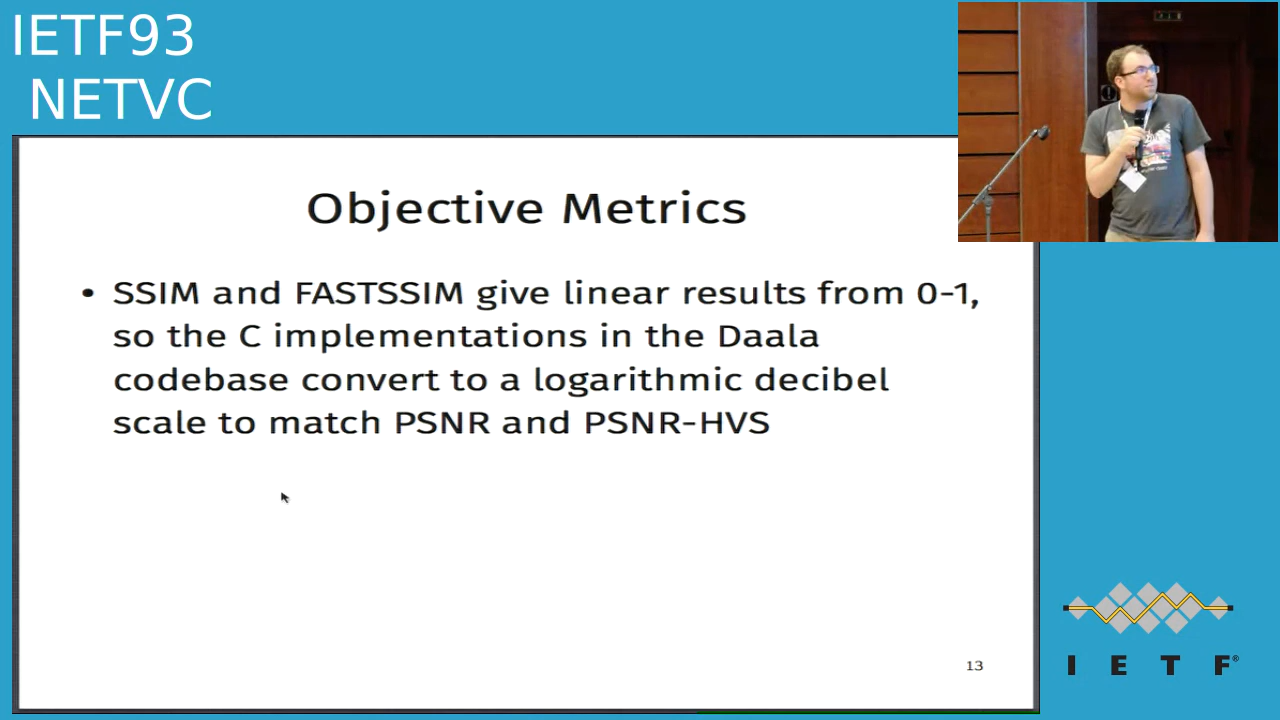 IETF93
NETVC
Objective Metrics
• SSIM and FASTSSIM give linear results from 0-1,
so the C implementations in the Daala
codebase convert to a logarithmic decibel
scale to match PSNR and PSNR-HVS
13
I E T F®